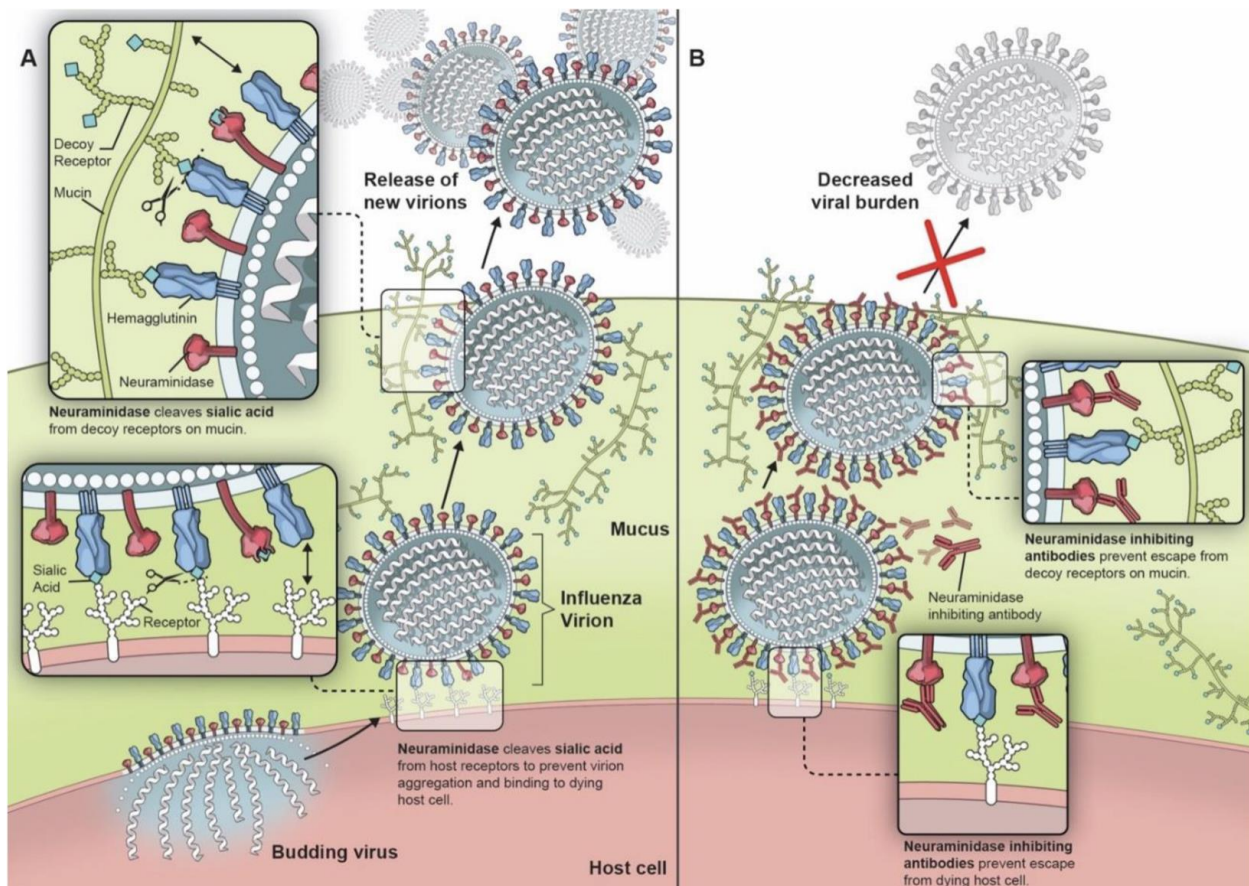 A
Decoy
Receptor
Mucin
Hemagglutinin
Neuraminidase
Neuraminidase cleaves sialic acid
from decoy receptors on mucin.
Release of
new virions
Sialic
Acid
Receptor
Mucus
Influenza
Virion
Neuraminidase cleaves sialic acid
from host receptors to prevent virion
aggregation and binding to dying
host cell.
Budding virus
Host cell
B
Decreased
viral burden
Neuraminidase inhibiting
antibodies prevent escape from
decoy receptors on mucin.
Neuraminidase
inhibiting antibody
Neuraminidase inhibiting
antibodies prevent escape
from dying host cell.